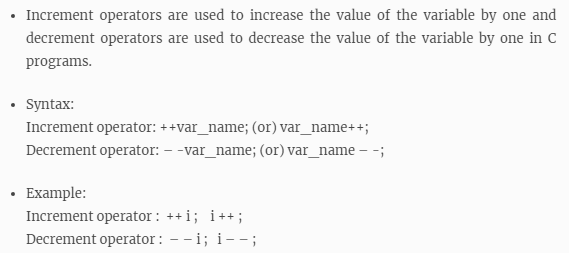 • Increment operators are used to increase the value of the variable by one and
decrement operators are used to decrease the value of the variable by one in C
programs.
• Syntax:
Increment operator: ++var_name; (or) var_name++;
Decrement operator: – -var_name; (or) var_name – -;
• Example:
Increment operator :  ++ i ;   i ++ ;
Decrement operator :  – – i ;  i – – ;